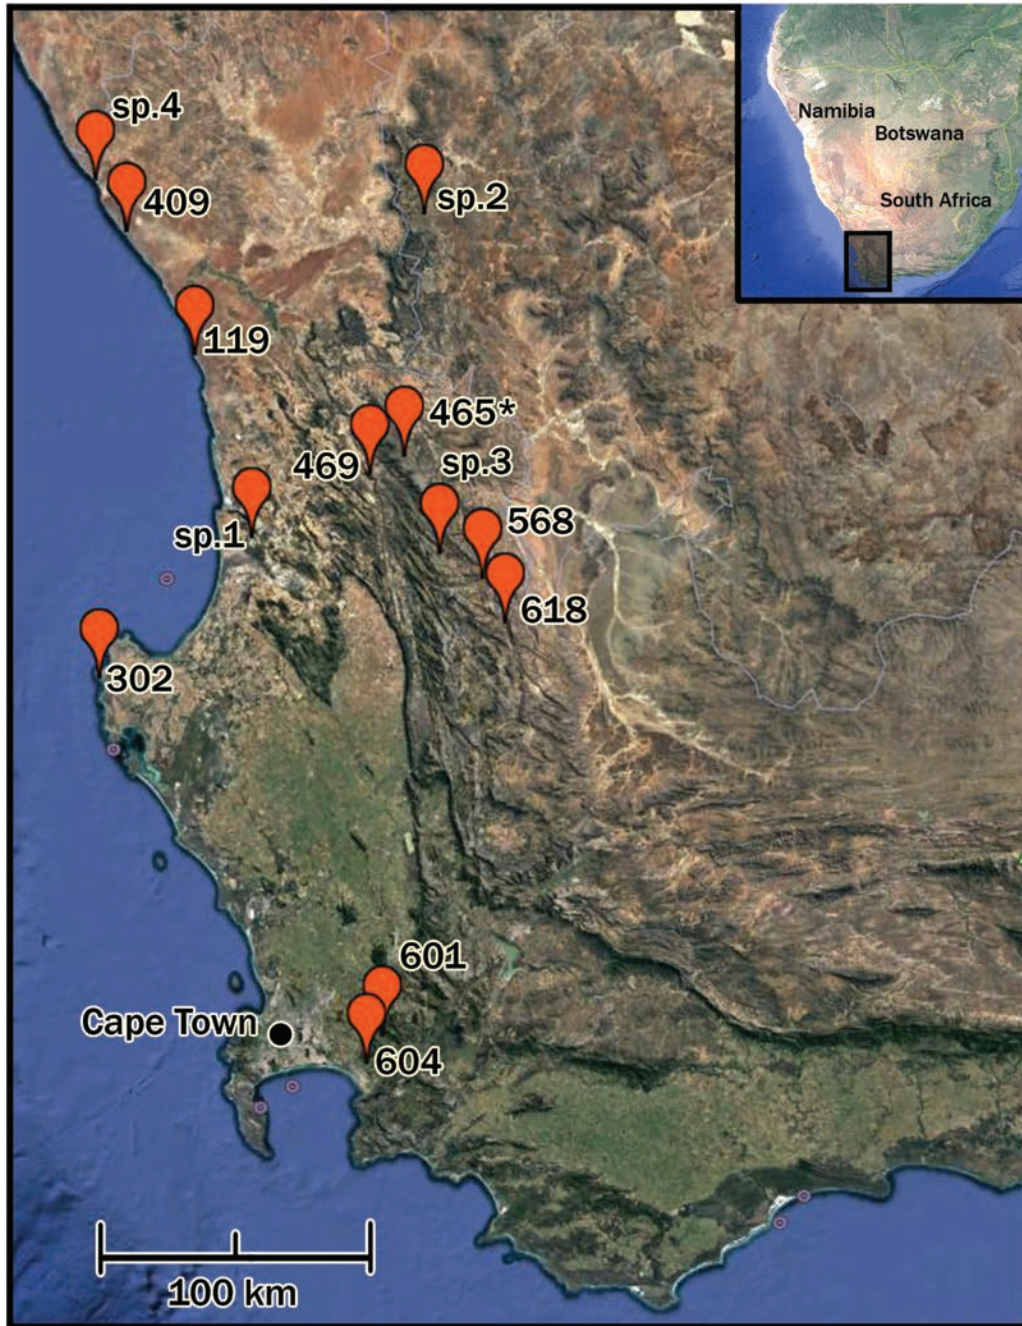 sp.4
409
sp.2
119
465*
469
sp.3
sp.1
568
618
302
601
Cape Town
604
100 km
Namibia
Botswana
South Africa